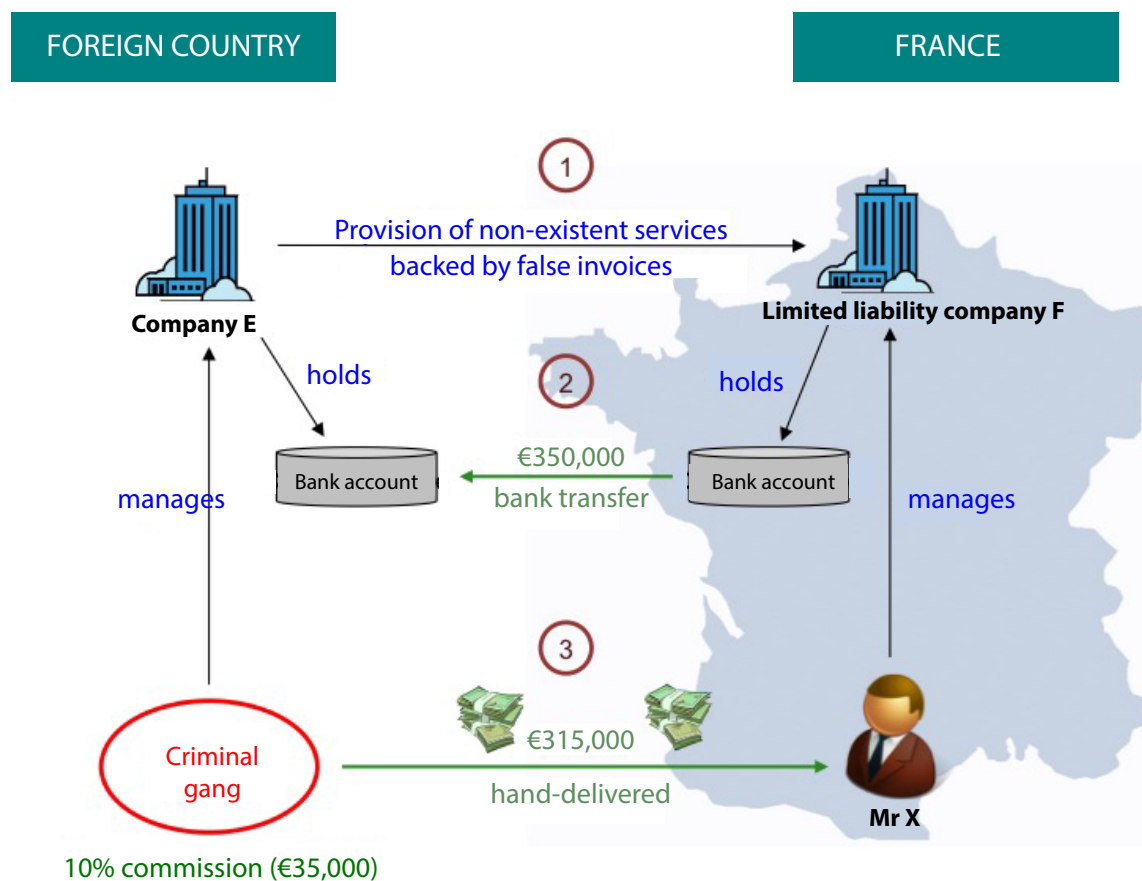 FOREIGN COUNTRY
FRANCE
1
Provision of non-existent services
backed by false invoices
Company E
Limited liability company F
holds
2
holds
€350,000
bank transfer
Bank account
Bank account
manages
manages
3
€315,000
hand-delivered
Criminal
gang
Mr X
10% commission (€35,000)